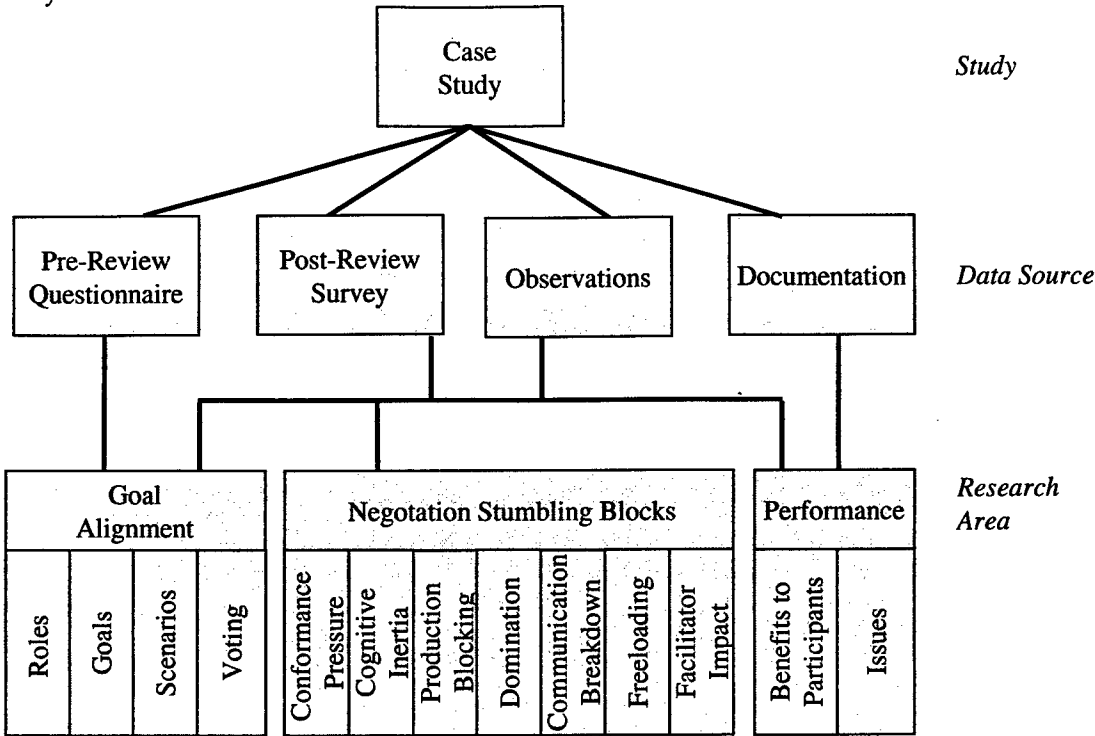 Case
Study
Study
Pre-Review
Questionnaire
Post-Review
Survey
Observations
Documentation
Data Source
Goal
Alignment
Negotation Stumbling Blocks
Performance
Research
Area
Roles
Goals
Scenarios
Voting
Conformance
Pressure
Cognitive
Inertia
Production
Blocking
Domination
Communication
Breakdown
Freeloading
Facilitator
Impact
Benefits to
Participants
Issues